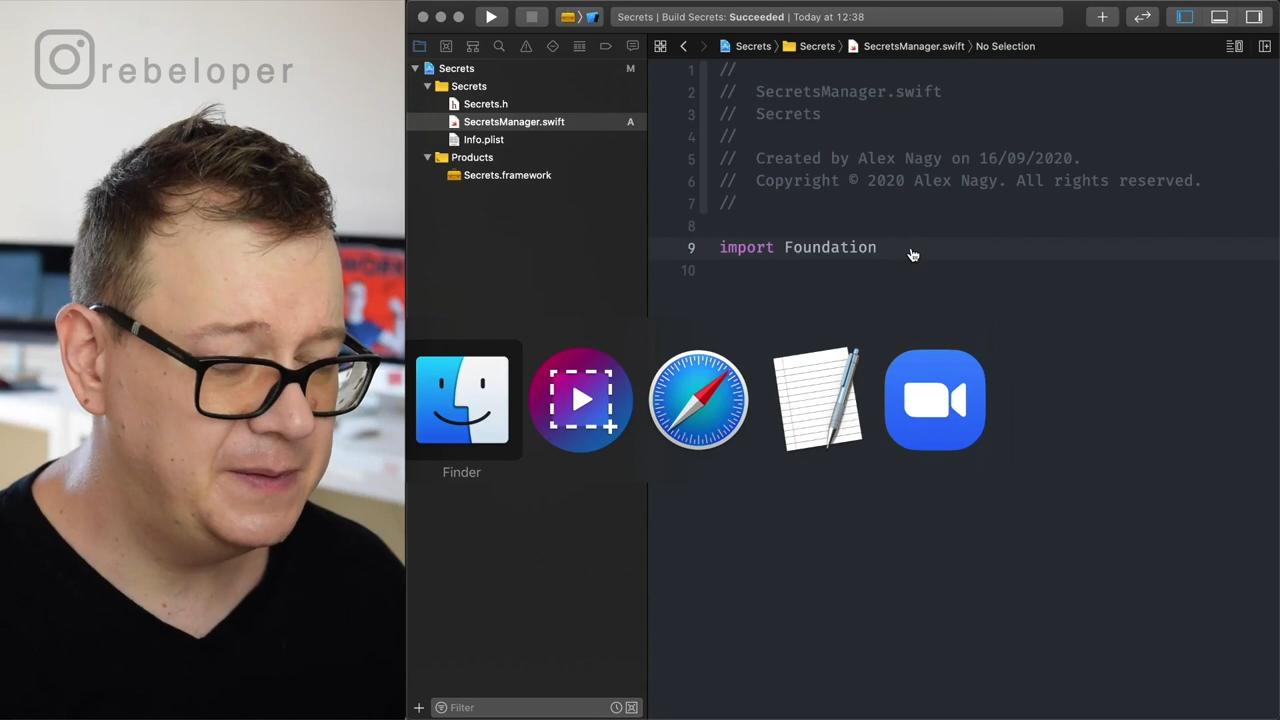 rebeloper
Secrets | Build Secrets: Succeeded | Today at 12:38
Secrets
Secrets
SecretsManager.swift
No Selection
Secrets
M
Secrets
Secrets.h
SecretsManager.swift
A
Info.plist
Products
Secrets.framework
1 //
2 // SecretsManager.swift
3 // Secrets
4 //
5 // Created by Alex Nagy on 16/09/2020.
6 // Copyright © 2020 Alex Nagy. All rights reserved.
7 //
8
9 import Foundation
10
Finder
Filter